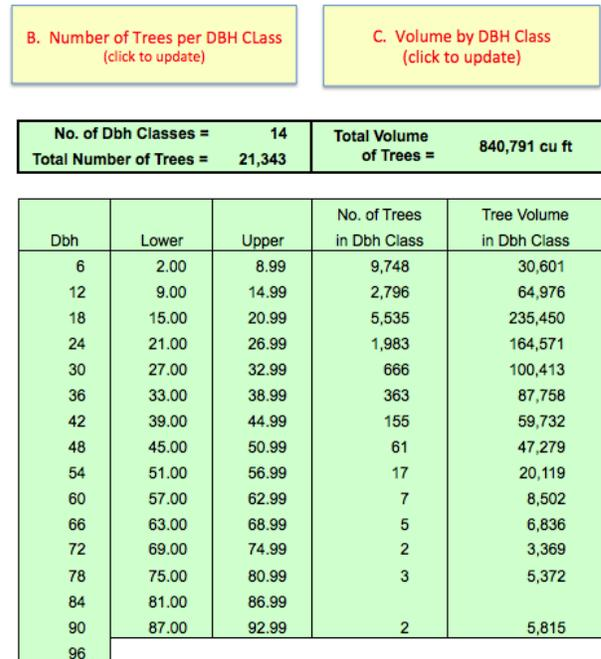 B. Number of Trees per DBH CLass
(click to update)
C. Volume by DBH Class
(click to update)
No. of Dbh Classes = 14
Total Number of Trees = 21,343
Total Volume
of Trees = 840,791 cu ft
No. of Trees Tree Volume
Dbh Lower Upper in Dbh Class in Dbh Class
6 2.00 8.99 9,748 30,601
12 9.00 14.99 2,796 64,976
18 15.00 20.99 5,535 235,450
24 21.00 26.99 1,983 164,571
30 27.00 32.99 666 100,413
36 33.00 38.99 363 87,758
42 39.00 44.99 155 59,732
48 45.00 50.99 61 47,279
54 51.00 56.99 17 20,119
60 57.00 62.99 7 8,502
66 63.00 68.99 5 6,836
72 69.00 74.99 2 3,369
78 75.00 80.99 3 5,372
84 81.00 86.99
90 87.00 92.99 2 5,815
96